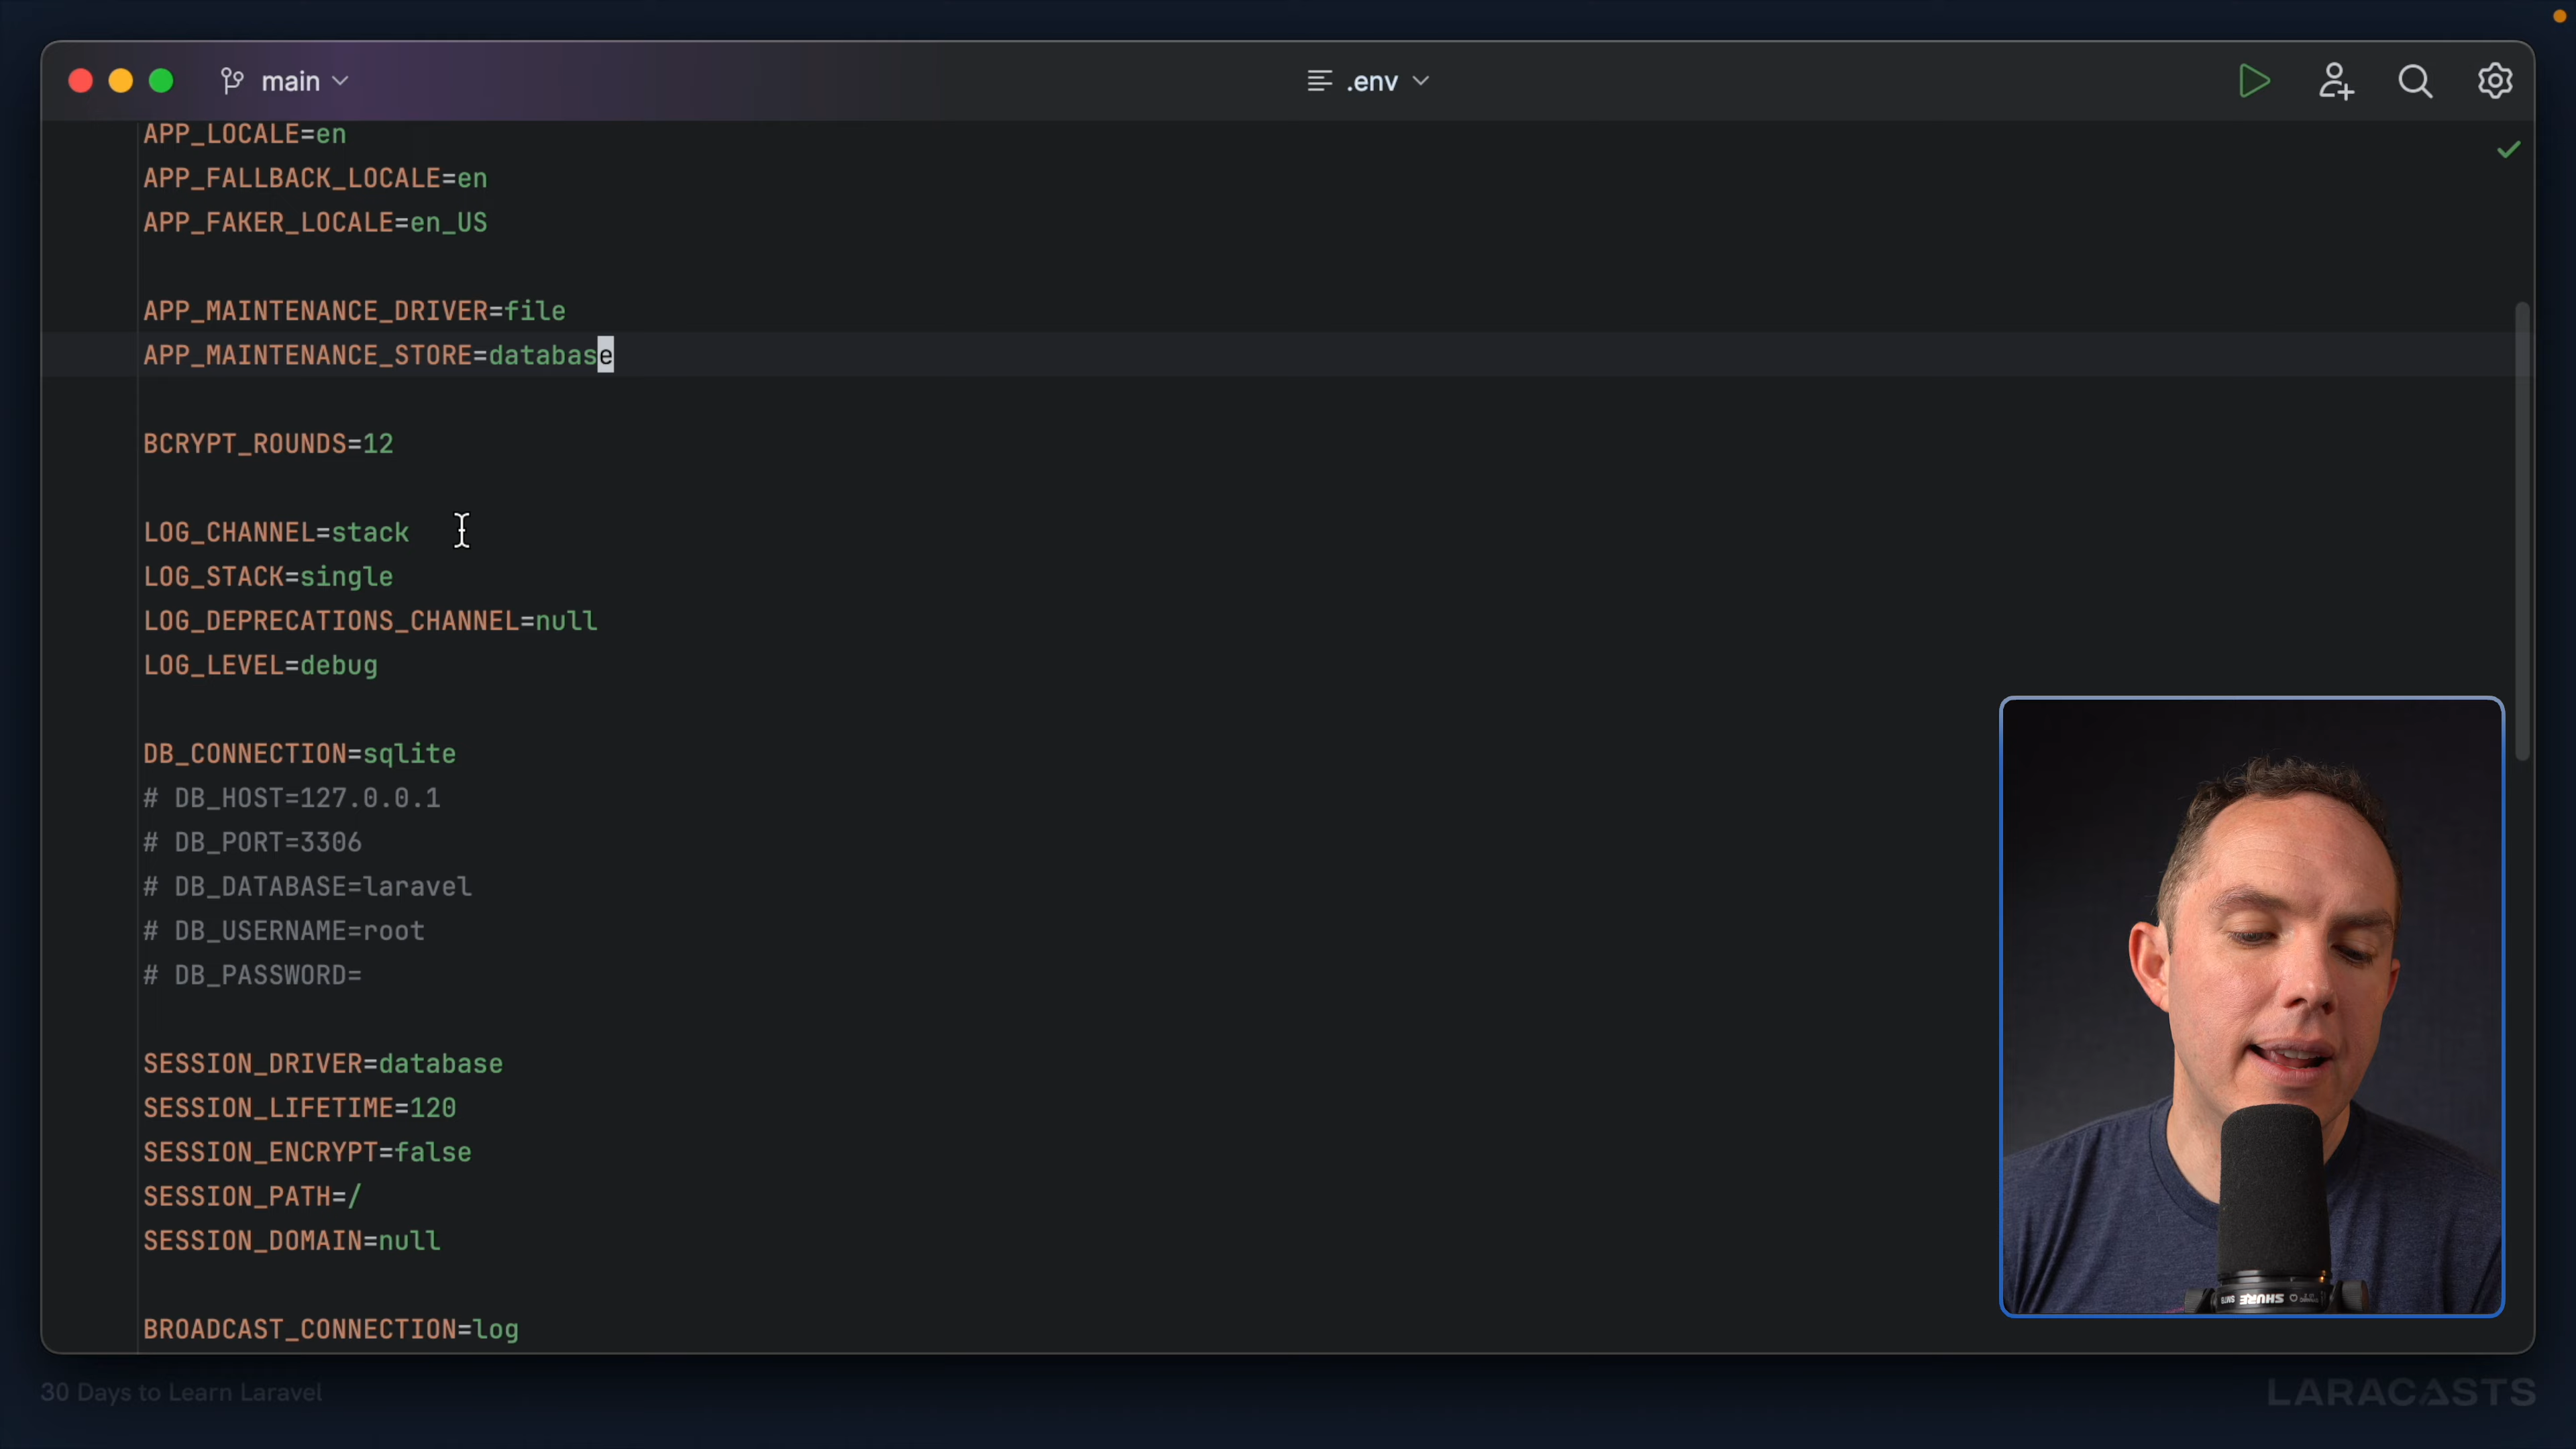 main
.env
APP_LOCALE=en
APP_FALLBACK_LOCALE=en
APP_FAKER_LOCALE=en_US
APP_MAINTENANCE_DRIVER=file
APP_MAINTENANCE_STORE=database
BCRYPT_ROUNDS=12
LOG_CHANNEL=stack
LOG_STACK=single
LOG_DEPRECATIONS_CHANNEL=null
LOG_LEVEL=debug
DB_CONNECTION=sqlite
# DB_HOST=127.0.0.1
# DB_PORT=3306
# DB_DATABASE=laravel
# DB_USERNAME=root
# DB_PASSWORD=
SESSION_DRIVER=database
SESSION_LIFETIME=120
SESSION_ENCRYPT=false
SESSION_PATH=/
SESSION_DOMAIN=null
BROADCAST_CONNECTION=log
SHURE
30 Days to Learn Laravel
LARACASTS